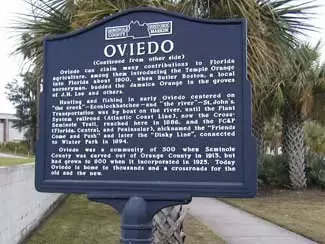 SEMINOLE COUNTY HISTORIC MARKER
OVIEDO
(Continued from other side)
Oviedo can claim many contributions to Florida
agriculture, among them introducing the Temple Orange
into Florida about 1900, when Butler Boston, a local
nurseryman, budded the Jamaica Orange in the groves
of J.H. Lee and others.
Hunting and fishing in early Oviedo centered on
"the creek"—Econlockhatchee—and "the river"—St. John's.
Transportation was by boat on the river, until the Plant
System railroad (Atlantic Coast Line), now the Cross-
Seminole Trail, reached here in 1886, and the FC&P
(Florida, Central, and Peninsular), nicknamed the "Friends
Come and Push" and later the "Dinky Line", connected
to Winter Park in 1894.
Oviedo was a community of 300 when Seminole
County was carved out of Orange County in 1913, but
had grown to 800 when it incorporated in 1925. Today
Oviedo is home to thousands and a crossroads for the
old and the new.